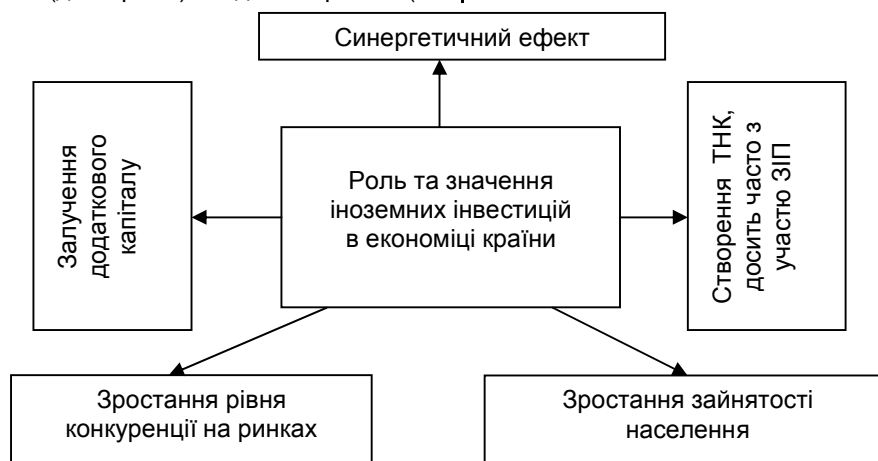 Синергетичний ефект
Залучення
додаткового
капіталу
Роль та значення
іноземних інвестицій
в економіці країни
Створення ТНК,
досить часто з
участю ЗІП
Зростання рівня
конкуренції на ринках
Зростання зайнятості
населення